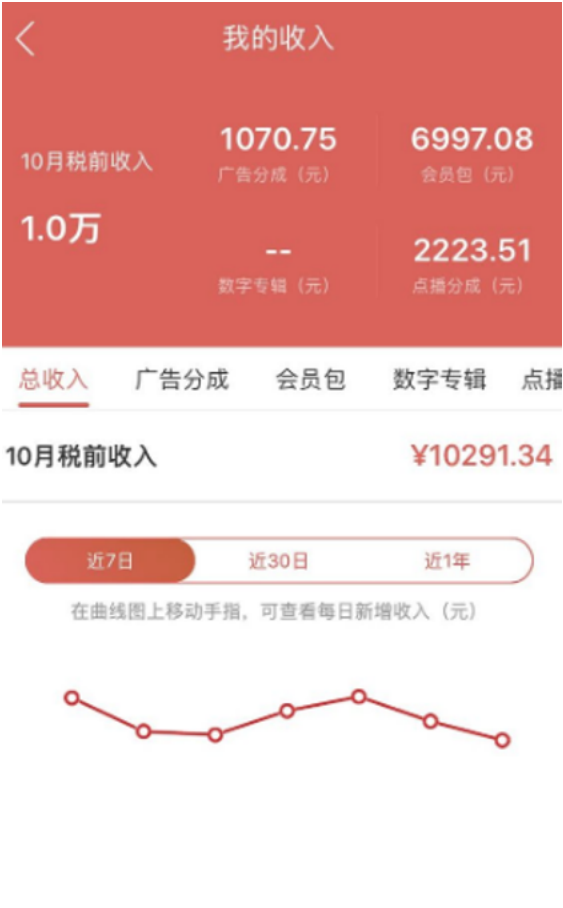 我的收入
10月税前收入
1.0万
1070.75
广告分成（元）
6997.08
会员包（元）
--
数字专辑（元）
2223.51
点播分成（元）
总收入 广告分成 会员包 数字专辑 点播
10月税前收入 ¥10291.34
近7日 近30日 近1年
在曲线图上移动手指，可查看每日新增收入（元）